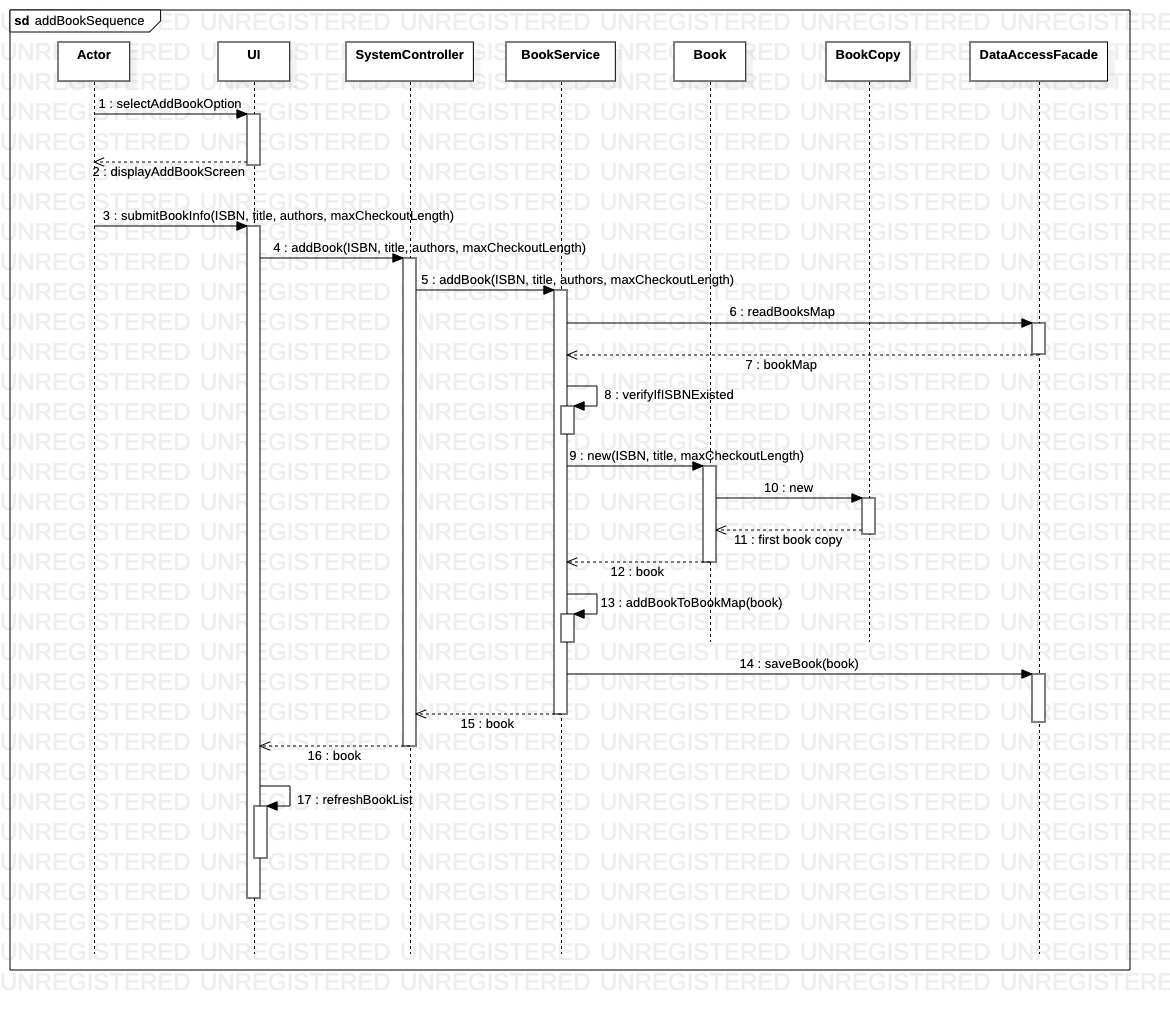 sd addBookSequence
Actor
UI
SystemController
BookService
Book
BookCopy
DataAccessFacade
1 : selectAddBookOption
2 : displayAddBookScreen
3 : submitBookInfo(ISBN, title, authors, maxCheckoutLength)
4 : addBook(ISBN, title, authors, maxCheckoutLength)
5 : addBook(ISBN, title, authors, maxCheckoutLength)
6 : readBooksMap
7 : bookMap
8 : verifyIfISBNExisted
9 : new(ISBN, title, maxCheckoutLength)
10 : new
11 : first book copy
12 : book
13 : addBookToBookMap(book)
14 : saveBook(book)
15 : book
16 : book
17 : refreshBookList
UNREGISTERED UNREGISTERED UNREGISTERED UNREGISTERED UNREGISTERED UNREGISTERED